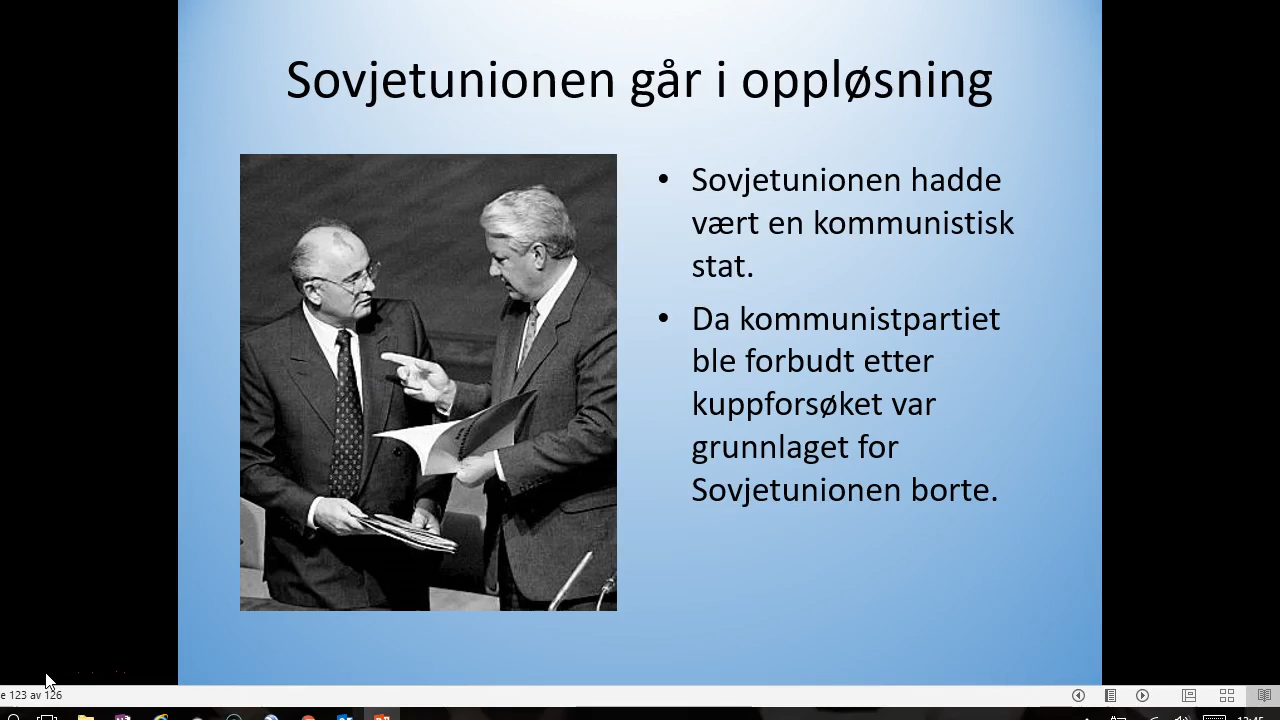 Sovjetunionen går i oppløsning
• Sovjetunionen hadde
vært en kommunistisk
stat.
• Da kommunistpartiet
ble forbudt etter
kuppforsøket var
grunnlaget for
Sovjetunionen borte.
e 123 av 126